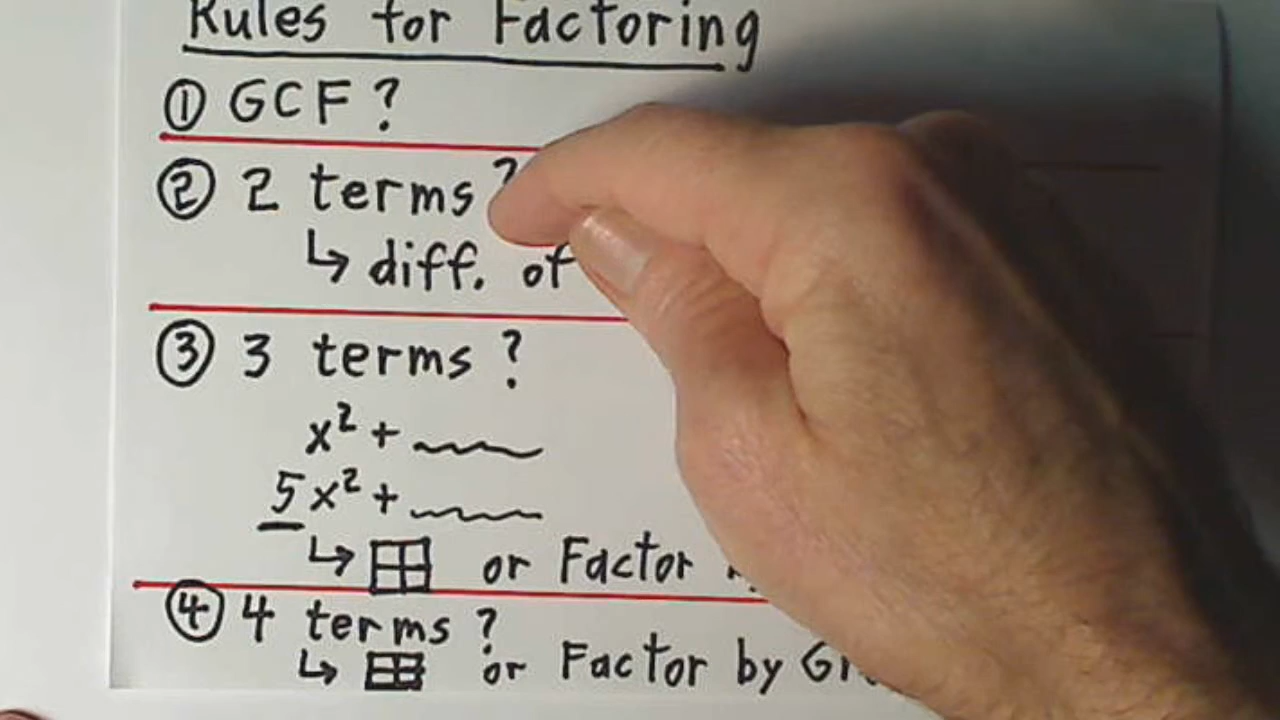 Rules for Factoring
① GCF?
② 2 terms?
↳ diff. of
③ 3 terms?
x² +
5x² +
↳ or Factor
④ 4 terms?
↳ or Factor by Gr